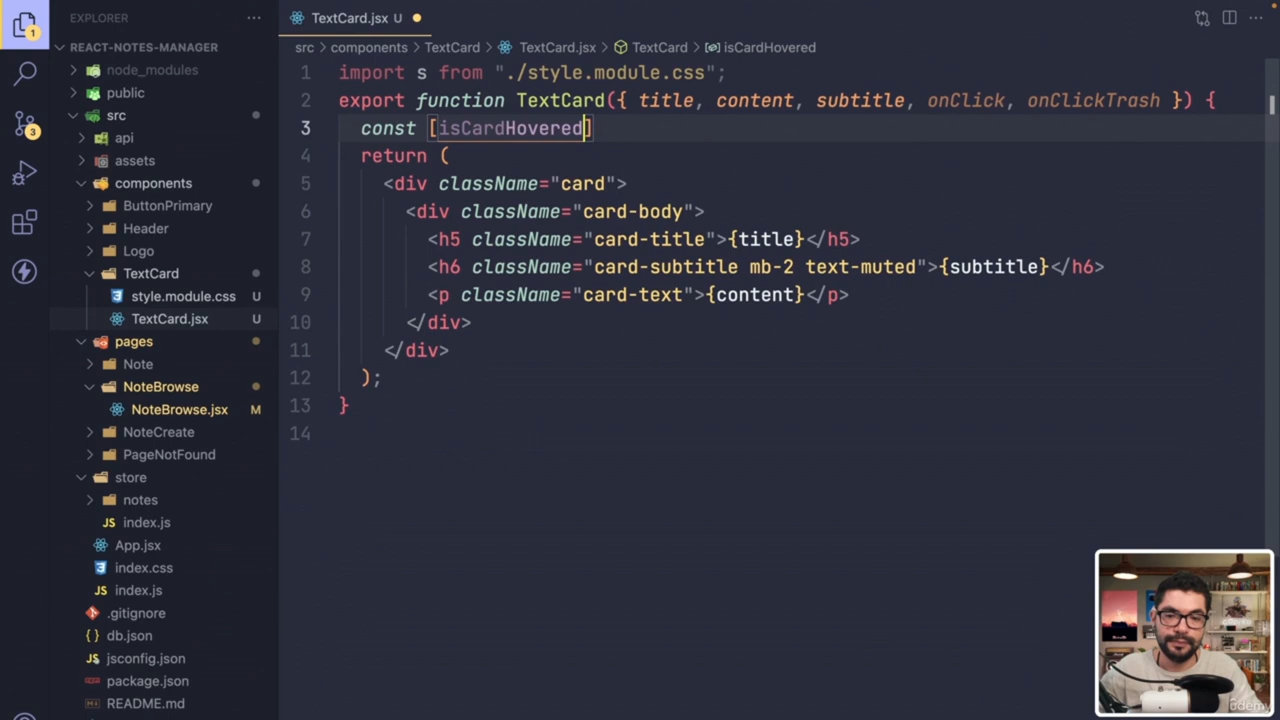 EXPLORER
REACT-NOTES-MANAGER
node_modules
public
src
api
assets
components
ButtonPrimary
Header
Logo
TextCard
style.module.css U
TextCard.jsx U
pages
Note
NoteBrowse
NoteBrowse.jsx M
NoteCreate
PageNotFound
store
notes
JS index.js
App.jsx
index.css
JS index.js
.gitignore
db.json
jsconfig.json
package.json
README.md
1
3
TextCard.jsx U
src > components > TextCard > TextCard.jsx > TextCard > isCardHovered
1 import s from "./style.module.css";
2 export function TextCard({ title, content, subtitle, onClick, onClickTrash }) {
3 const [isCardHovered]
4 return (
5 <div className="card">
6 <div className="card-body">
7 <h5 className="card-title">{title}</h5>
8 <h6 className="card-subtitle mb-2 text-muted">{subtitle}</h6>
9 <p className="card-text">{content}</p>
10 </div>
11 </div>
12 );
13 }
14
ûdemy